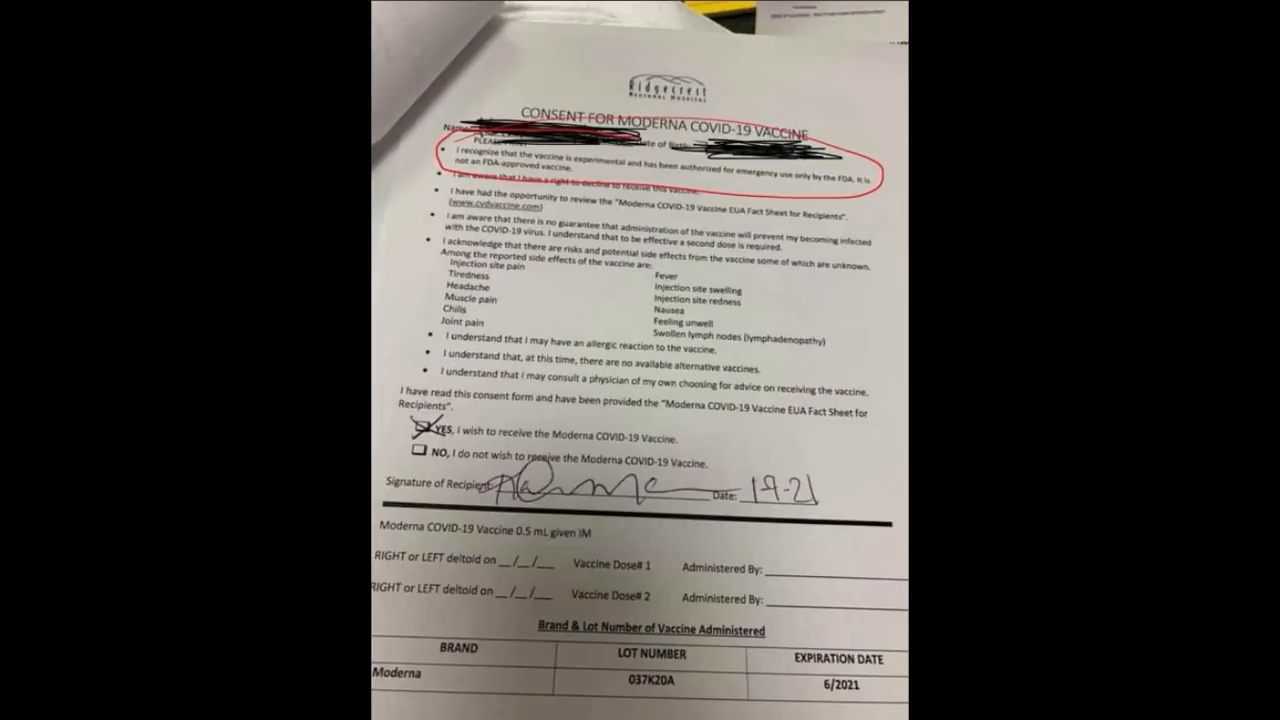 Ridgecrest
REGIONAL HOSPITAL
CONSENT FOR MODERNA COVID-19 VACCINE
Name: Date of Birth
• I recognize that the vaccine is experimental and has been authorized for emergency use only by the FDA. It is
not an FDA-approved vaccine.
• I am aware that I have a right to decline to receive this vaccine.
• I have had the opportunity to review the "Moderna COVID-19 Vaccine EUA Fact Sheet for Recipients".
(www.cvdvaccine.com)
• I am aware that there is no guarantee that administration of the vaccine will prevent my becoming infected
with the COVID-19 virus. I understand that to be effective a second dose is required.
• I acknowledge that there are risks and potential side effects from the vaccine some of which are unknown.
Among the reported side effects of the vaccine are:
Injection site pain Fever
Tiredness Injection site swelling
Headache Injection site redness
Muscle pain Nausea
Chills Feeling unwell
Joint pain Swollen lymph nodes (lymphadenopathy)
• I understand that I may have an allergic reaction to the vaccine.
• I understand that, at this time, there are no available alternative vaccines.
• I understand that I may consult a physician of my own choosing for advice on receiving the vaccine.
I have read this consent form and have been provided the "Moderna COVID-19 Vaccine EUA Fact Sheet for
Recipients".
YES, I wish to receive the Moderna COVID-19 Vaccine.
NO, I do not wish to receive the Moderna COVID-19 Vaccine.
Signature of Recipient Date: 1-9-21
Moderna COVID-19 Vaccine 0.5 mL given IM
RIGHT or LEFT deltoid on __/__/__ Vaccine Dose# 1 Administered By:
RIGHT or LEFT deltoid on __/__/__ Vaccine Dose# 2 Administered By:
Brand & Lot Number of Vaccine Administered
BRAND LOT NUMBER EXPIRATION DATE
Moderna 037K20A 6/2021